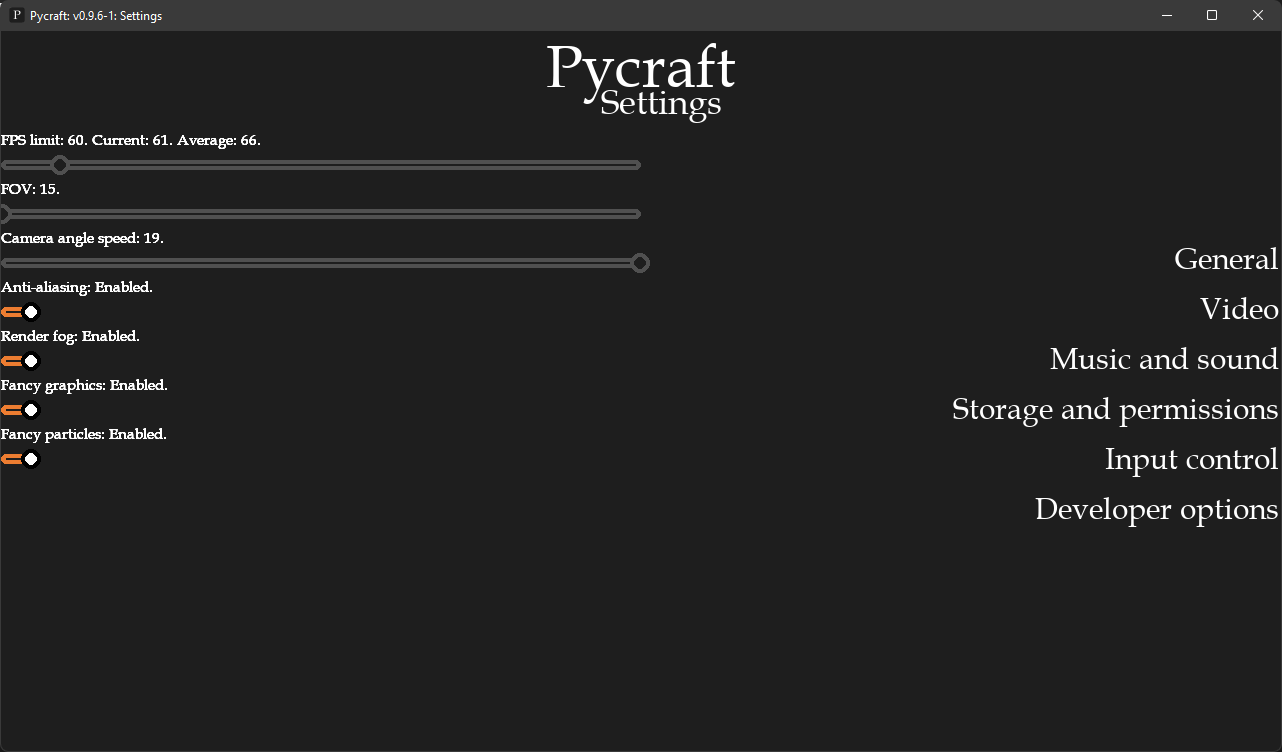 Pycraft: v0.9.6-1: Settings
Pycraft
Settings
FPS limit: 60. Current: 61. Average: 66.
FOV: 15.
Camera angle speed: 19.
Anti-aliasing: Enabled.
Render fog: Enabled.
Fancy graphics: Enabled.
Fancy particles: Enabled.
General
Video
Music and sound
Storage and permissions
Input control
Developer options